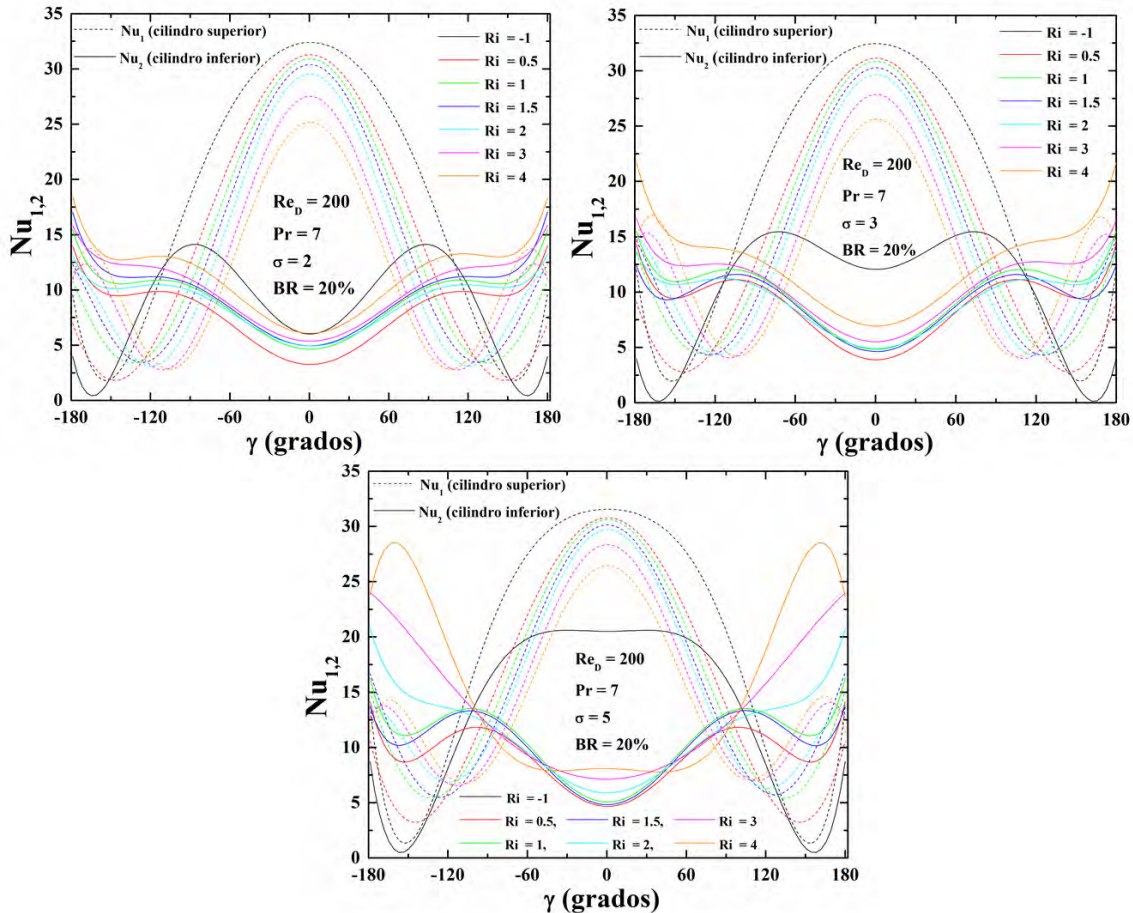 35
30
25
20
15
10
5
0
-180 -120 -60 0 60 120 180
Nu1,2
γ (grados)
Nu1 (cilindro superior)
Nu2 (cilindro inferior)
Ri = -1
Ri = 0.5
Ri = 1
Ri = 1.5
Ri = 2
Ri = 3
Ri = 4
ReD = 200
Pr = 7
σ = 2
BR = 20%
35
30
25
20
15
10
5
0
-180 -120 -60 0 60 120 180
Nu1,2
γ (grados)
Nu1 (cilindro superior)
Nu2 (cilindro inferior)
Ri = -1
Ri = 0.5
Ri = 1
Ri = 1.5
Ri = 2
Ri = 3
Ri = 4
ReD = 200
Pr = 7
σ = 3
BR = 20%
35
30
25
20
15
10
5
0
-180 -120 -60 0 60 120 180
Nu1,2
γ (grados)
Nu1 (cilindro superior)
Nu2 (cilindro inferior)
ReD = 200
Pr = 7
σ = 5
BR = 20%
Ri = -1
Ri = 0.5, Ri = 1.5, Ri = 3
Ri = 1, Ri = 2, Ri = 4